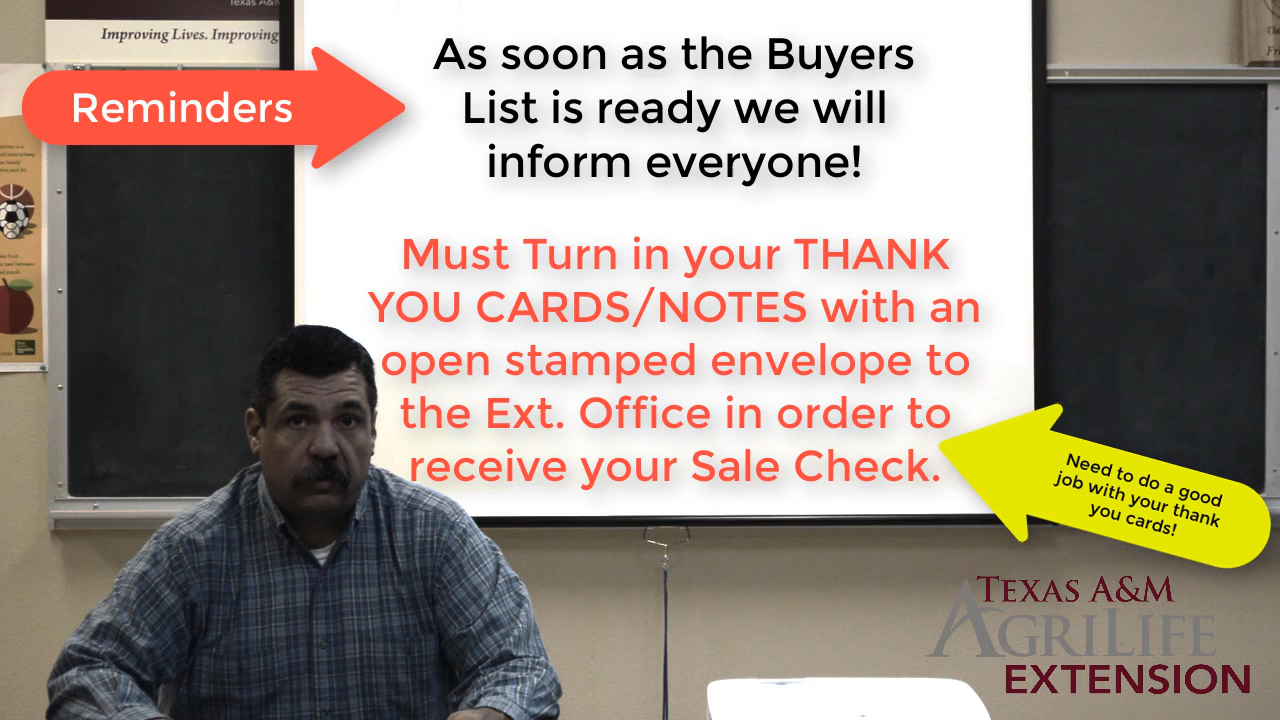 Texas A&M
Improving Lives. Improving
Reminders
As soon as the Buyers
List is ready we will
inform everyone!
Must Turn in your THANK
YOU CARDS/NOTES with an
open stamped envelope to
the Ext. Office in order to
receive your Sale Check.
Need to do a good
job with your thank
you cards!
TEXAS A&M
AGRILIFE
EXTENSION